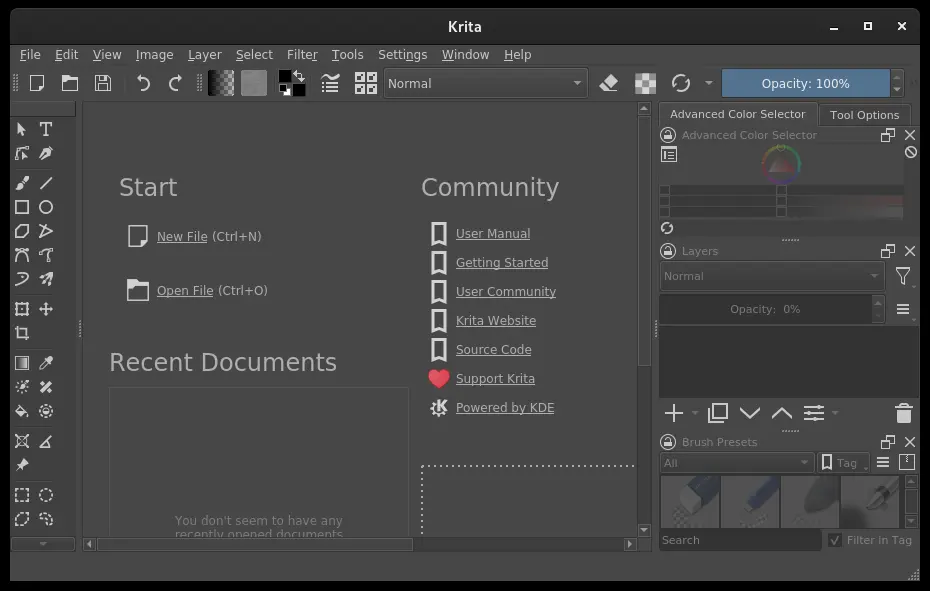 Krita
File Edit View Image Layer Select Filter Tools Settings Window Help
Normal
Opacity: 100%
Advanced Color Selector
Tool Options
Advanced Color Selector
Start
New File (Ctrl+N)
Open File (Ctrl+O)
Recent Documents
You don't seem to have any
recently opened documents
Community
User Manual
Getting Started
User Community
Krita Website
Source Code
Support Krita
Powered by KDE
Layers
Normal
Opacity: 0%
Brush Presets
All
Tag
Search
Filter in Tag